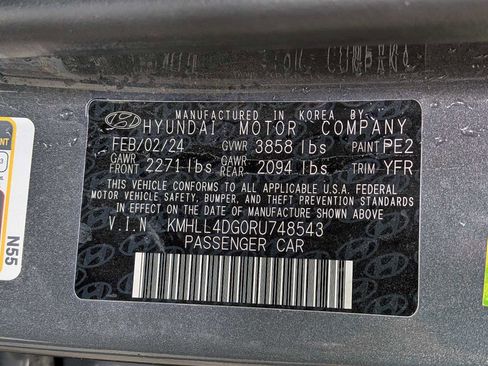 MANUFACTURED IN KOREA BY:
HYUNDAI MOTOR COMPANY
FEB/02/24 GVWR 3858 lbs PAINT PE2
GAWR FRONT 2271 lbs GAWR REAR 2094 lbs TRIM YFR
THIS VEHICLE CONFORMS TO ALL APPLICABLE U.S.A. FEDERAL
MOTOR VEHICLE SAFETY, BUMPER, AND THEFT PREVENTION STANDARDS
IN EFFECT ON THE DATE OF MANUFACTURE SHOWN ABOVE
V.I.N KMHLL4DG0RU748543
PASSENGER CAR
N55